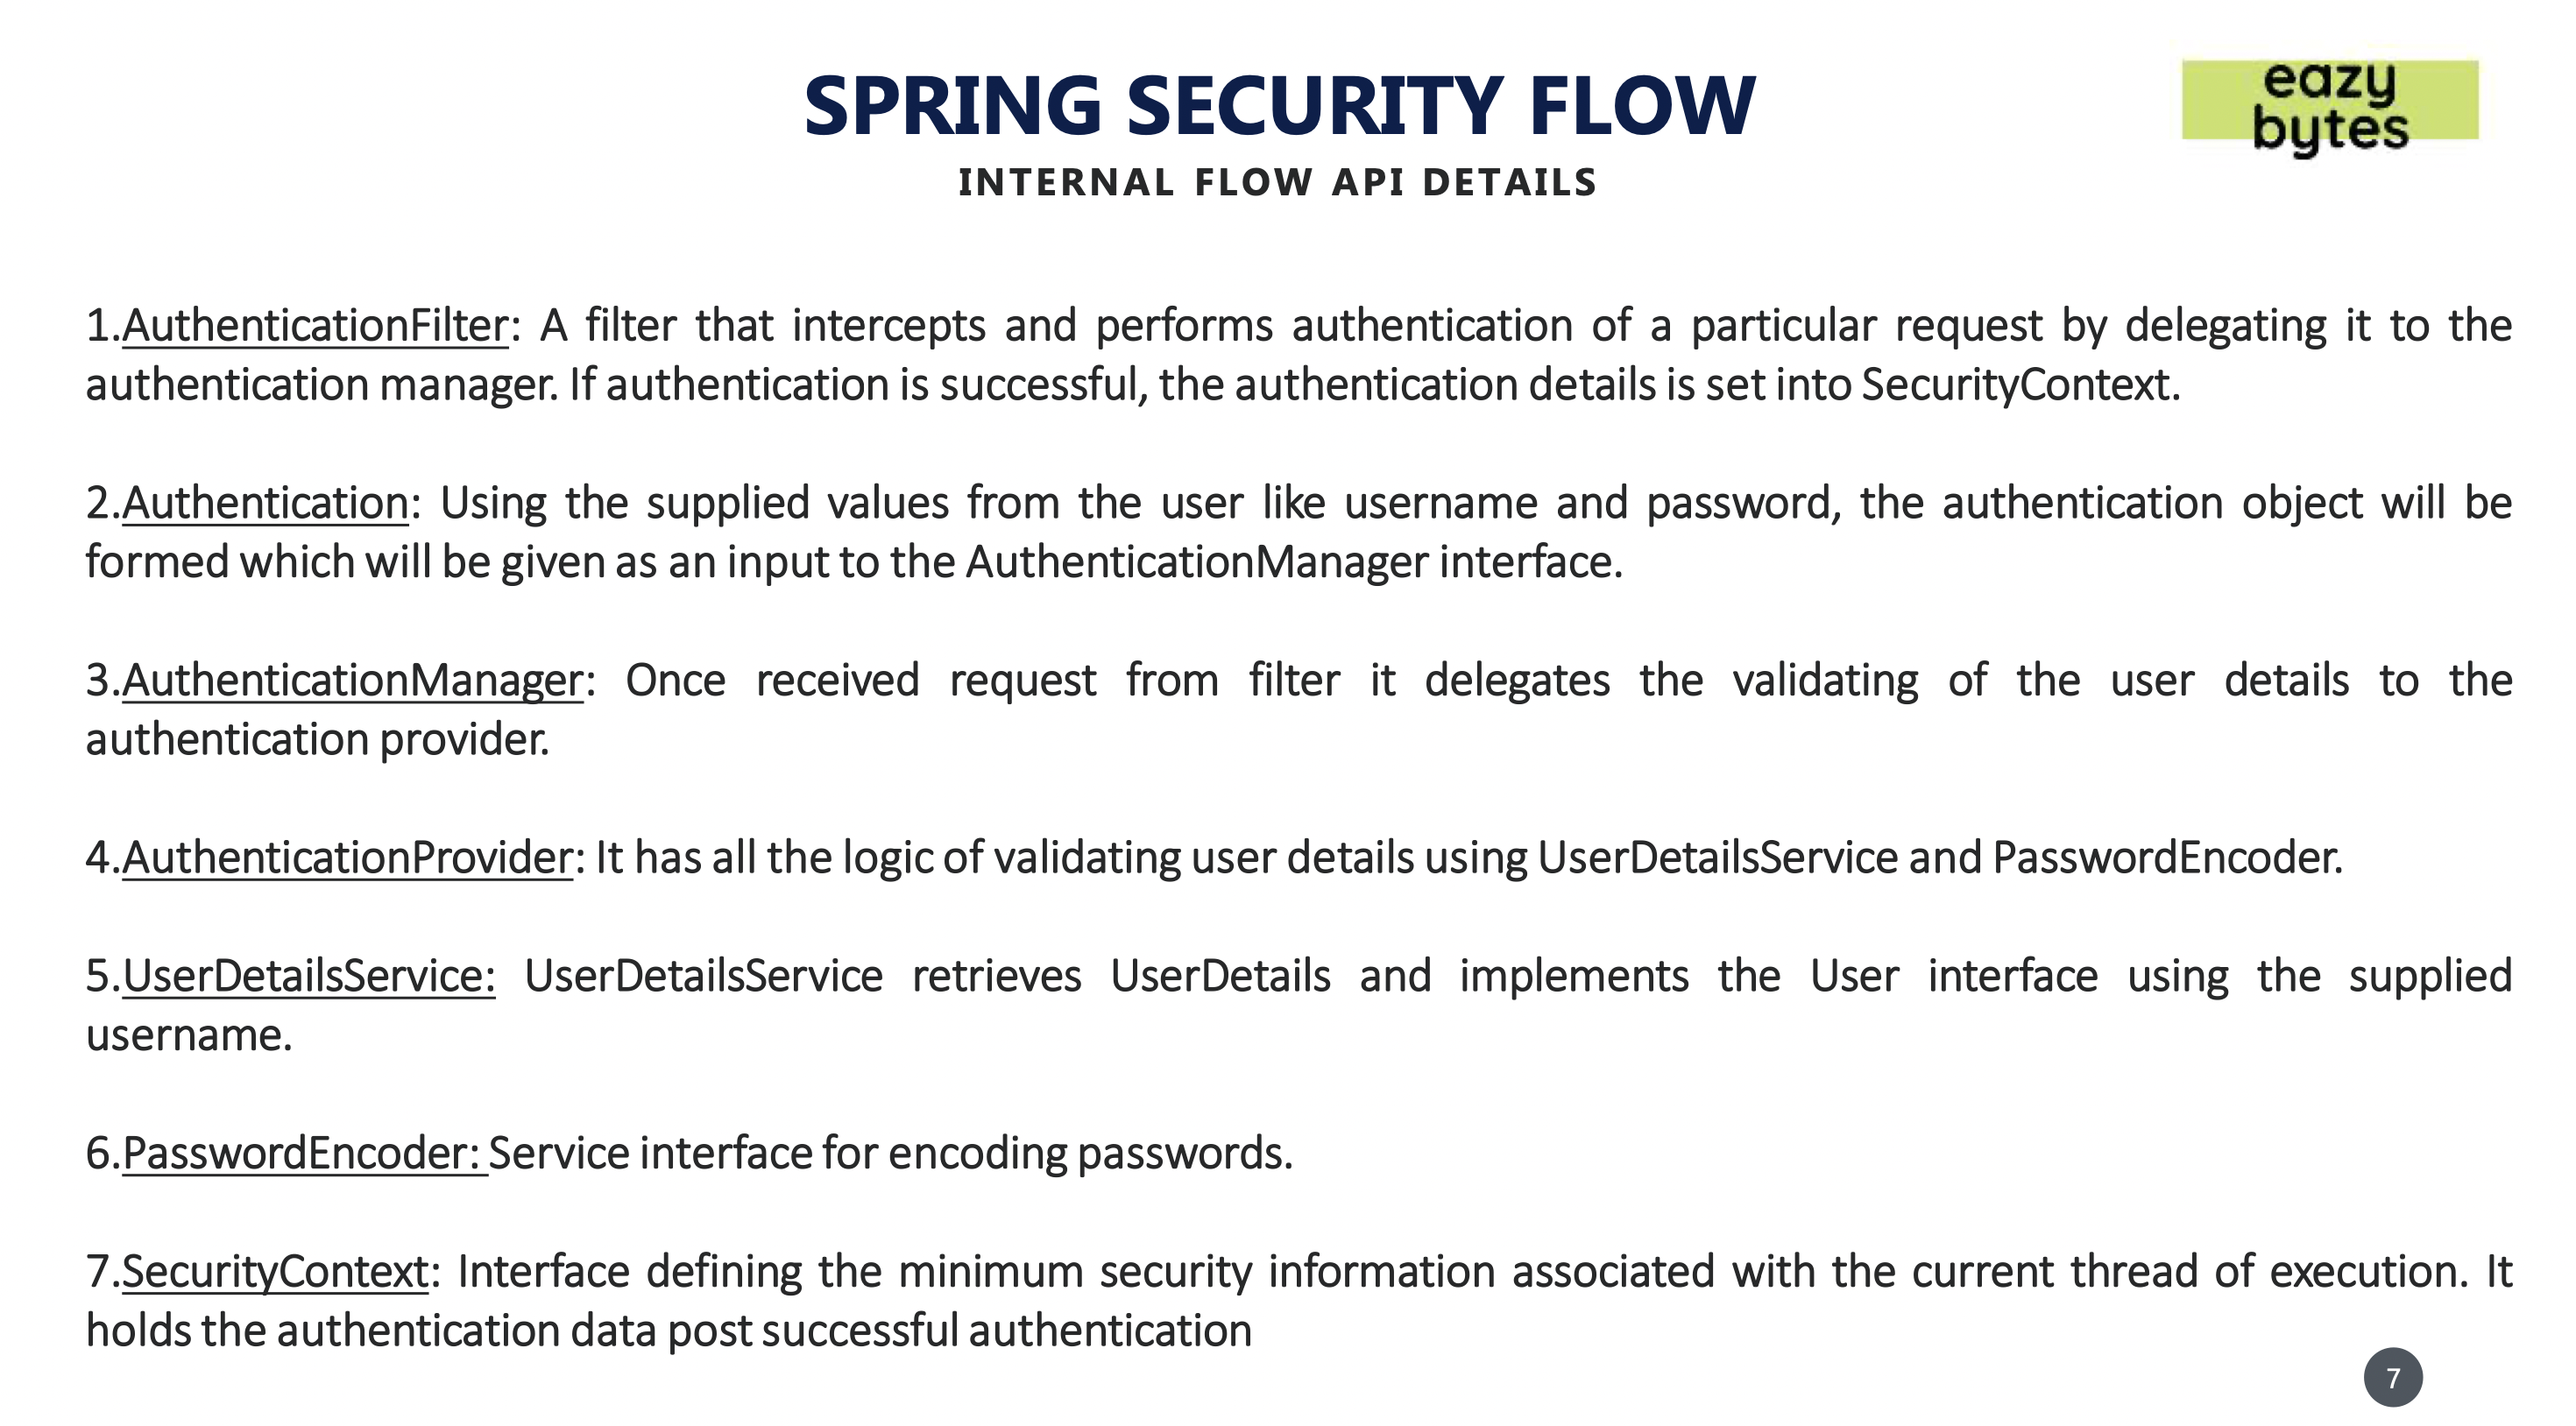 SPRING SECURITY FLOW
eazy
bytes
INTERNAL FLOW API DETAILS
1.AuthenticationFilter: A filter that intercepts and performs authentication of a particular request by delegating it to the
authentication manager. If authentication is successful, the authentication details is set into SecurityContext.
2.Authentication: Using the supplied values from the user like username and password, the authentication object will be
formed which will be given as an input to the AuthenticationManager interface.
3.AuthenticationManager: Once received request from filter it delegates the validating of the user details to the
authentication provider.
4.AuthenticationProvider: It has all the logic of validating user details using UserDetailsService and PasswordEncoder.
5.UserDetailsService: UserDetailsService retrieves UserDetails and implements the User interface using the supplied
username.
6.PasswordEncoder: Service interface for encoding passwords.
7.SecurityContext: Interface defining the minimum security information associated with the current thread of execution. It
holds the authentication data post successful authentication
7